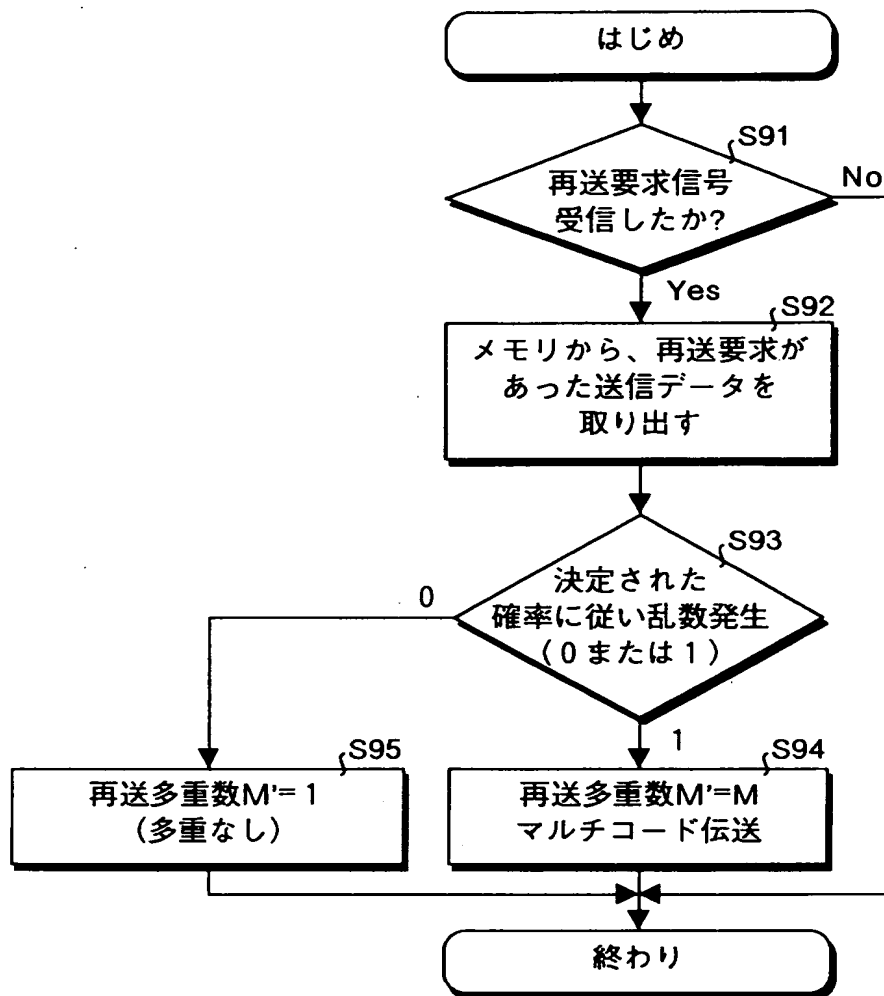 はじめ
S91
再送要求信号
受信したか?
No
Yes
S92
メモリから、再送要求が
あった送信データを
取り出す
S93
決定された
確率に従い乱数発生
(0または1)
0
1
S95
再送多重数M'=1
(多重なし)
S94
再送多重数M'=M
マルチコード伝送
終わり